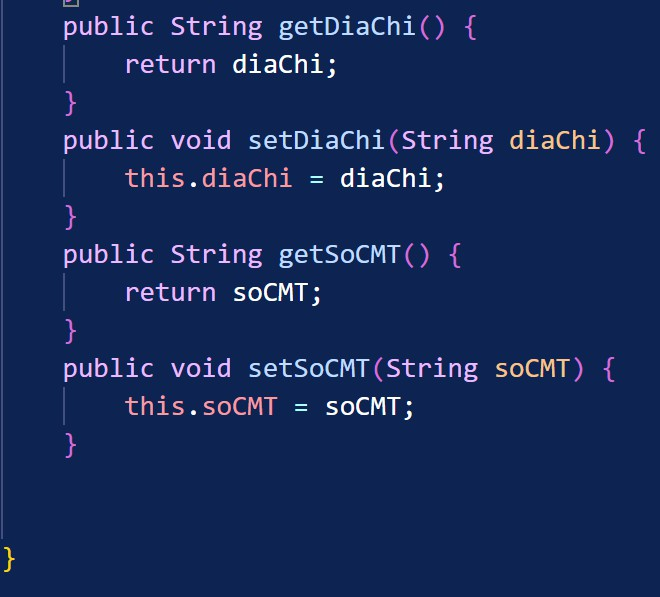 }
public String getDiaChi() {
return diaChi;
}
public void setDiaChi(String diaChi) {
this.diaChi = diaChi;
}
public String getSoCMT() {
return soCMT;
}
public void setSoCMT(String soCMT) {
this.soCMT = soCMT;
}
}